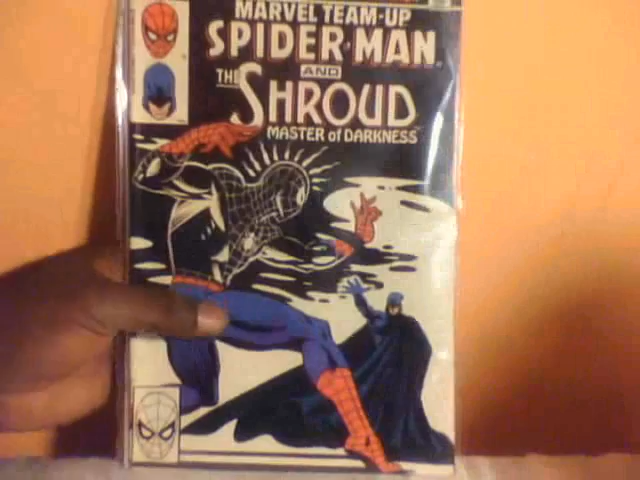 MARVEL TEAM-UP
SPIDER-MAN
AND
THE SHROUD
MASTER of DARKNESS